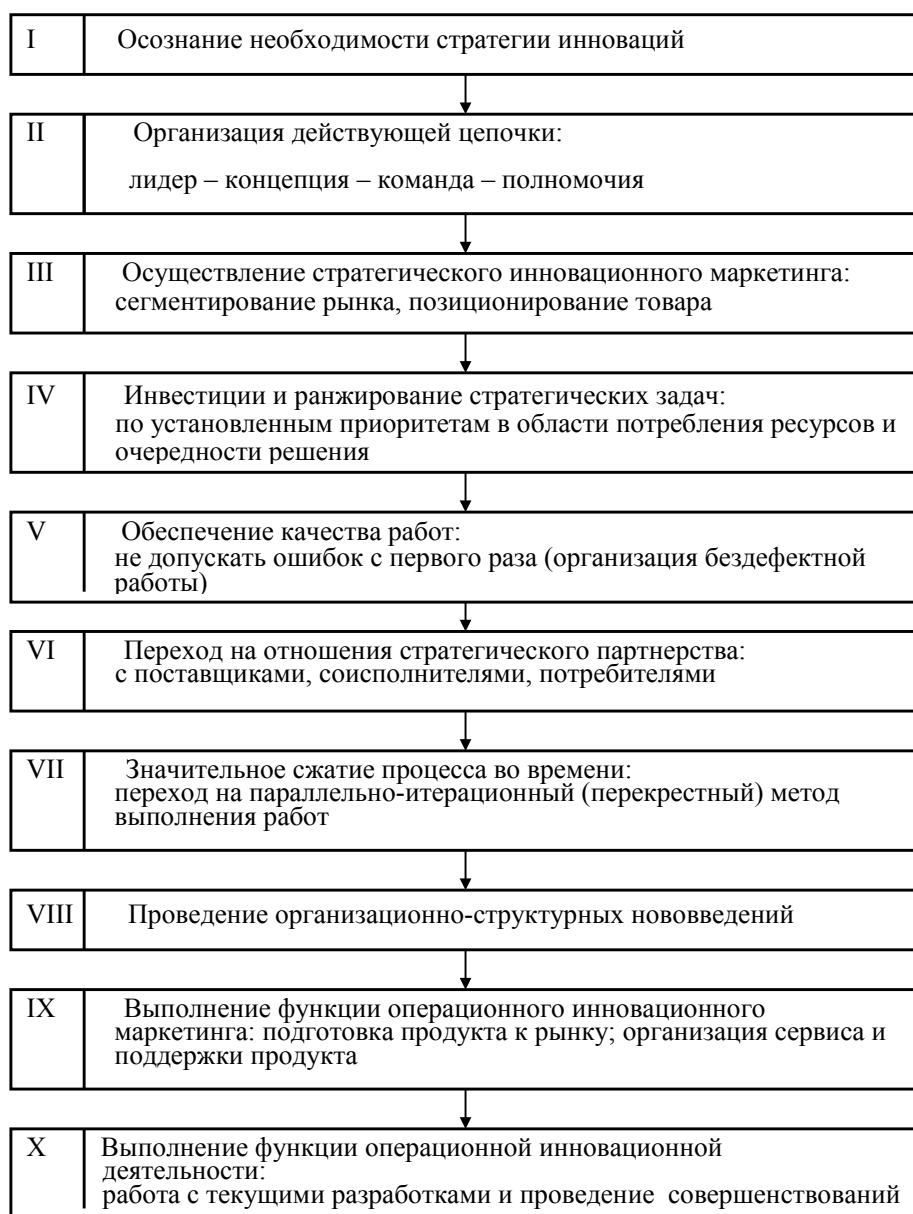 I Осознание необходимости стратегии инноваций
II Организация действующей цепочки:
лидер – концепция – команда – полномочия
III Осуществление стратегического инновационного маркетинга:
сегментирование рынка, позиционирование товара
IV Инвестиции и ранжирование стратегических задач:
по установленным приоритетам в области потребления ресурсов и
очередности решения
V Обеспечение качества работ:
не допускать ошибок с первого раза (организация бездефектной
работы)
VI Переход на отношения стратегического партнерства:
с поставщиками, соисполнителями, потребителями
VII Значительное сжатие процесса во времени:
переход на параллельно-итерационный (перекрестный) метод
выполнения работ
VIII Проведение организационно-структурных нововведений
IX Выполнение функции операционного инновационного
маркетинга: подготовка продукта к рынку; организация сервиса и
поддержки продукта
X Выполнение функции операционной инновационной
деятельности:
работа с текущими разработками и проведение совершенствований